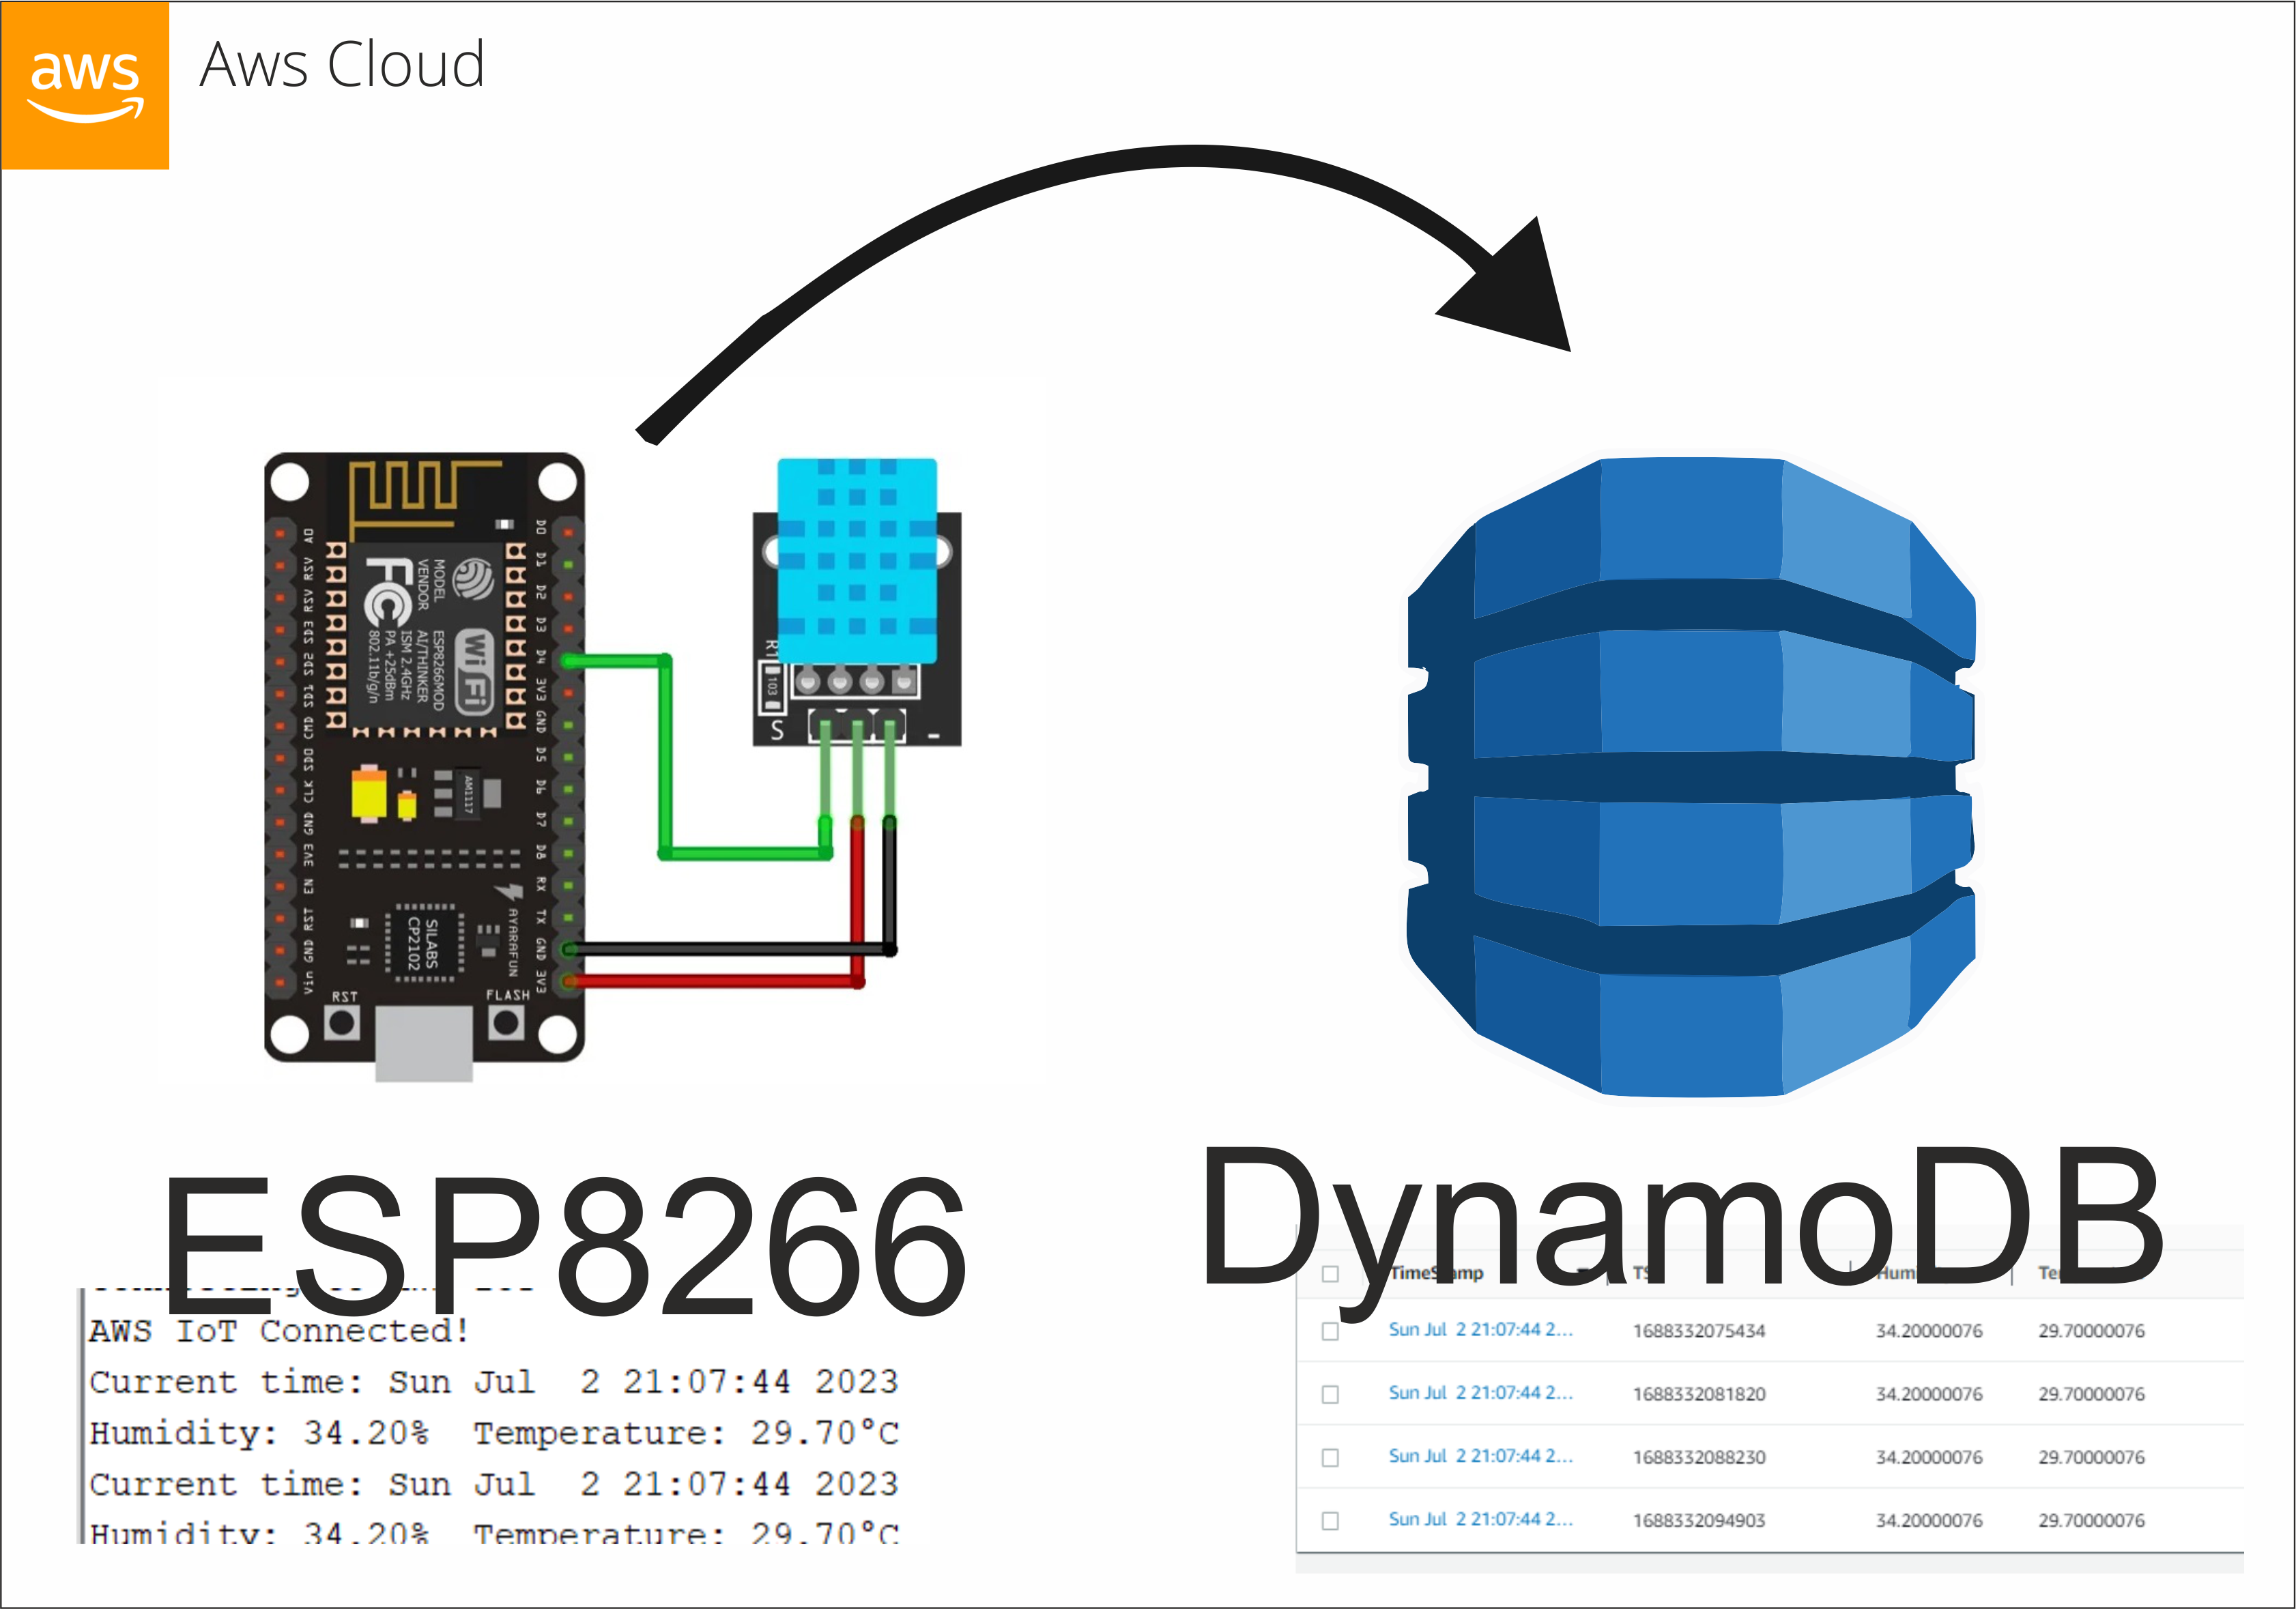 aws
Aws Cloud
D0
D1
D2
D3
D4
3V3
GND
D5
D6
D7
D8
RX
TX
GND
3V3
A0
RSV
RSV
SD3
SD2
SD1
CMD
SD0
CLK
GND
3V3
EN
RST
GND
Vin
FC
MODEL
VENDOR
ESP8266MOD
AI/THINKER
ISM 2.4GHz
PA +25dBm
802.11b/g/n
WiFi
AM1117
SILABS
CP2102
AYARAFUN
RST
FLASH
103
S
-
ESP8266
DynamoDB
AWS IoT Connected!
Current time: Sun Jul  2 21:07:44 2023
Humidity: 34.20%  Temperature: 29.70°C
Current time: Sun Jul  2 21:07:44 2023
Humidity: 34.20%  Temperature: 29.70°C
Sun Jul 2 21:07:44 2... 1688332075434 34.20000076 29.70000076
Sun Jul 2 21:07:44 2... 1688332081820 34.20000076 29.70000076
Sun Jul 2 21:07:44 2... 1688332088230 34.20000076 29.70000076
Sun Jul 2 21:07:44 2... 1688332094903 34.20000076 29.70000076